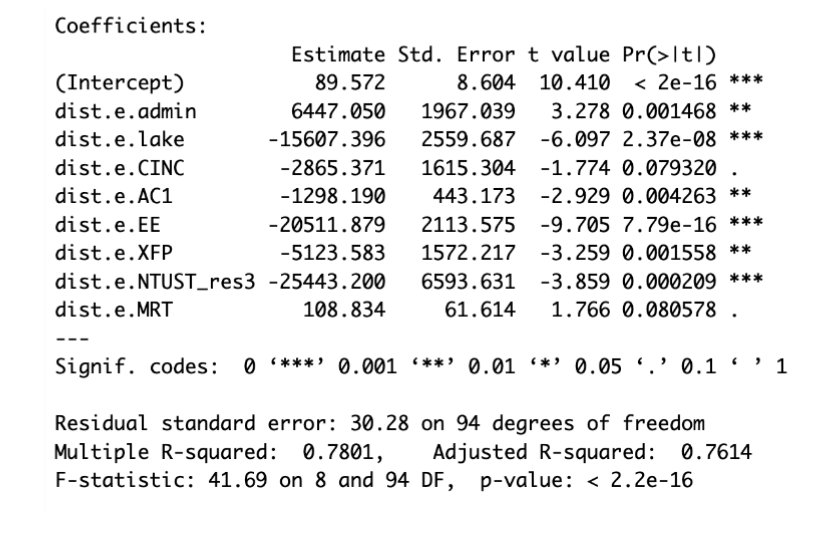 Coefficients:
Estimate Std. Error t value Pr(>|t|)
(Intercept) 89.572 8.604 10.410 < 2e-16 ***
dist.e.admin 6447.050 1967.039 3.278 0.001468 **
dist.e.lake -15607.396 2559.687 -6.097 2.37e-08 ***
dist.e.CINC -2865.371 1615.304 -1.774 0.079320 .
dist.e.AC1 -1298.190 443.173 -2.929 0.004263 **
dist.e.EE -20511.879 2113.575 -9.705 7.79e-16 ***
dist.e.XFP -5123.583 1572.217 -3.259 0.001558 **
dist.e.NTUST_res3 -25443.200 6593.631 -3.859 0.000209 ***
dist.e.MRT 108.834 61.614 1.766 0.080578 .
---
Signif. codes: 0 ‘***’ 0.001 ‘**’ 0.01 ‘*’ 0.05 ‘.’ 0.1 ‘ ’ 1
Residual standard error: 30.28 on 94 degrees of freedom
Multiple R-squared: 0.7801, Adjusted R-squared: 0.7614
F-statistic: 41.69 on 8 and 94 DF, p-value: < 2.2e-16